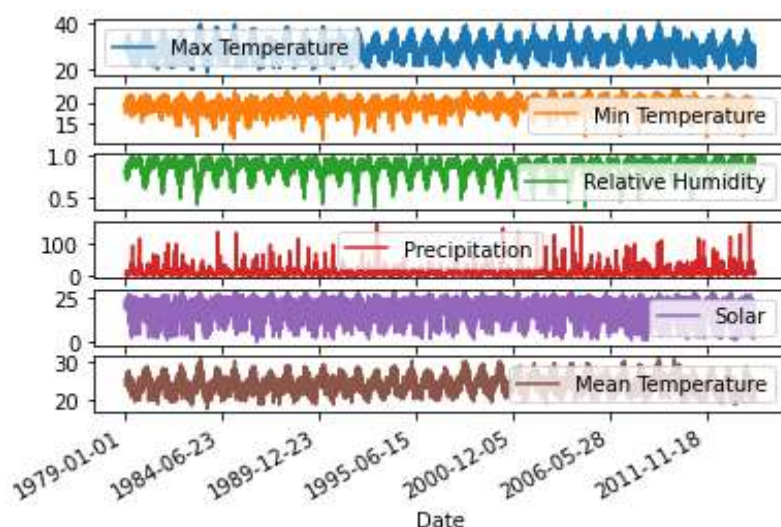 40
20
Max Temperature
20
15
Min Temperature
1.0
0.5
Relative Humidity
100
0
Precipitation
25
0
Solar
30
20
Mean Temperature
1979-01-01
1984-06-23
1989-12-23
1995-06-15
2000-12-05
2006-05-28
2011-11-18
Date